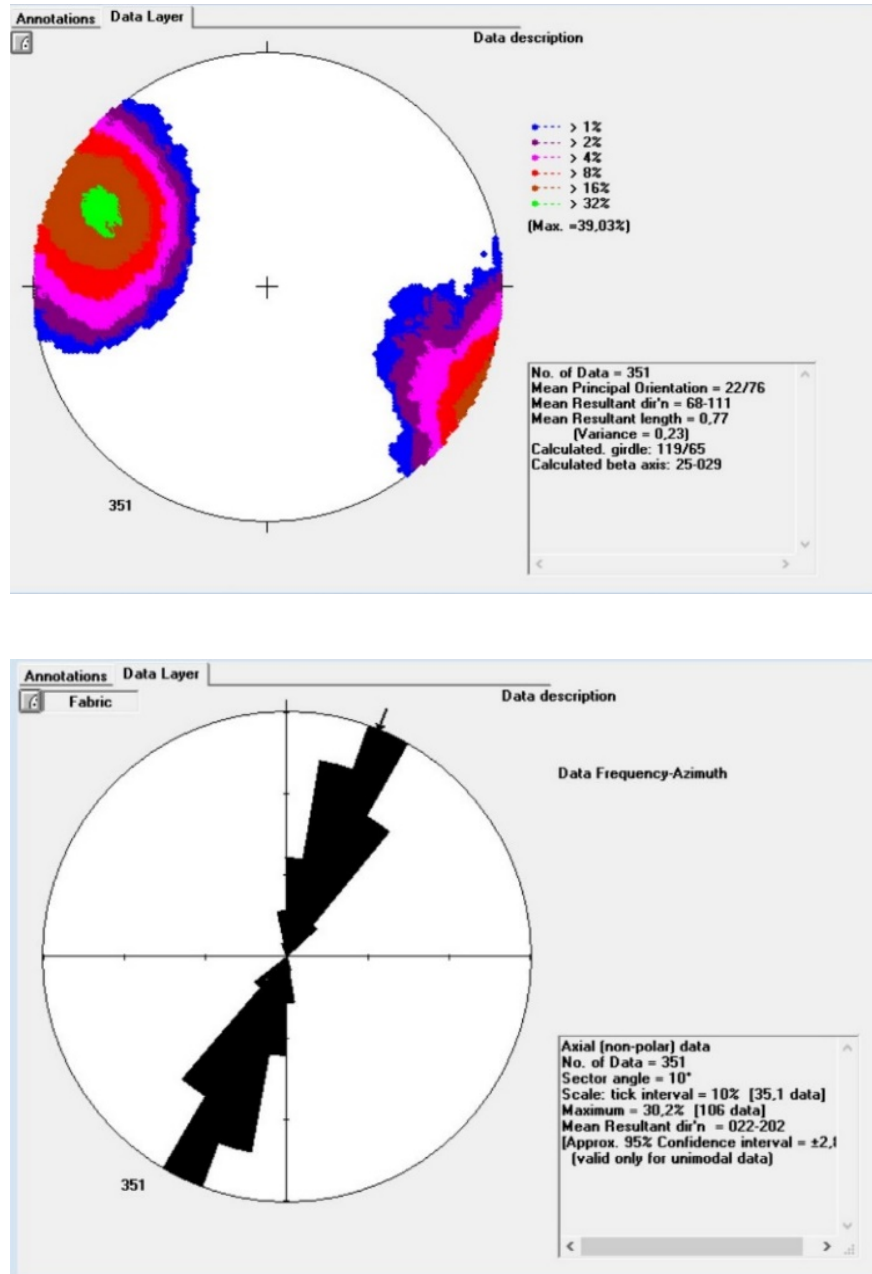 Annotations Data Layer
Data description
> 1%
> 2%
> 4%
> 8%
> 16%
> 32%
(Max. =39,03%)
No. of Data = 351
Mean Principal Orientation = 22/76
Mean Resultant dir'n = 68-111
Mean Resultant length = 0,77
(Variance = 0,23)
Calculated. girdle: 119/65
Calculated beta axis: 25-029
351
Annotations Data Layer
Fabric
Data description
Data Frequency-Azimuth
Axial (non-polar) data
No. of Data = 351
Sector angle = 10°
Scale: tick interval = 10% [35,1 data]
Maximum = 30,2% [106 data]
Mean Resultant dir'n = 022-202
[Approx. 95% Confidence interval = ±2,
(valid only for unimodal data)
351